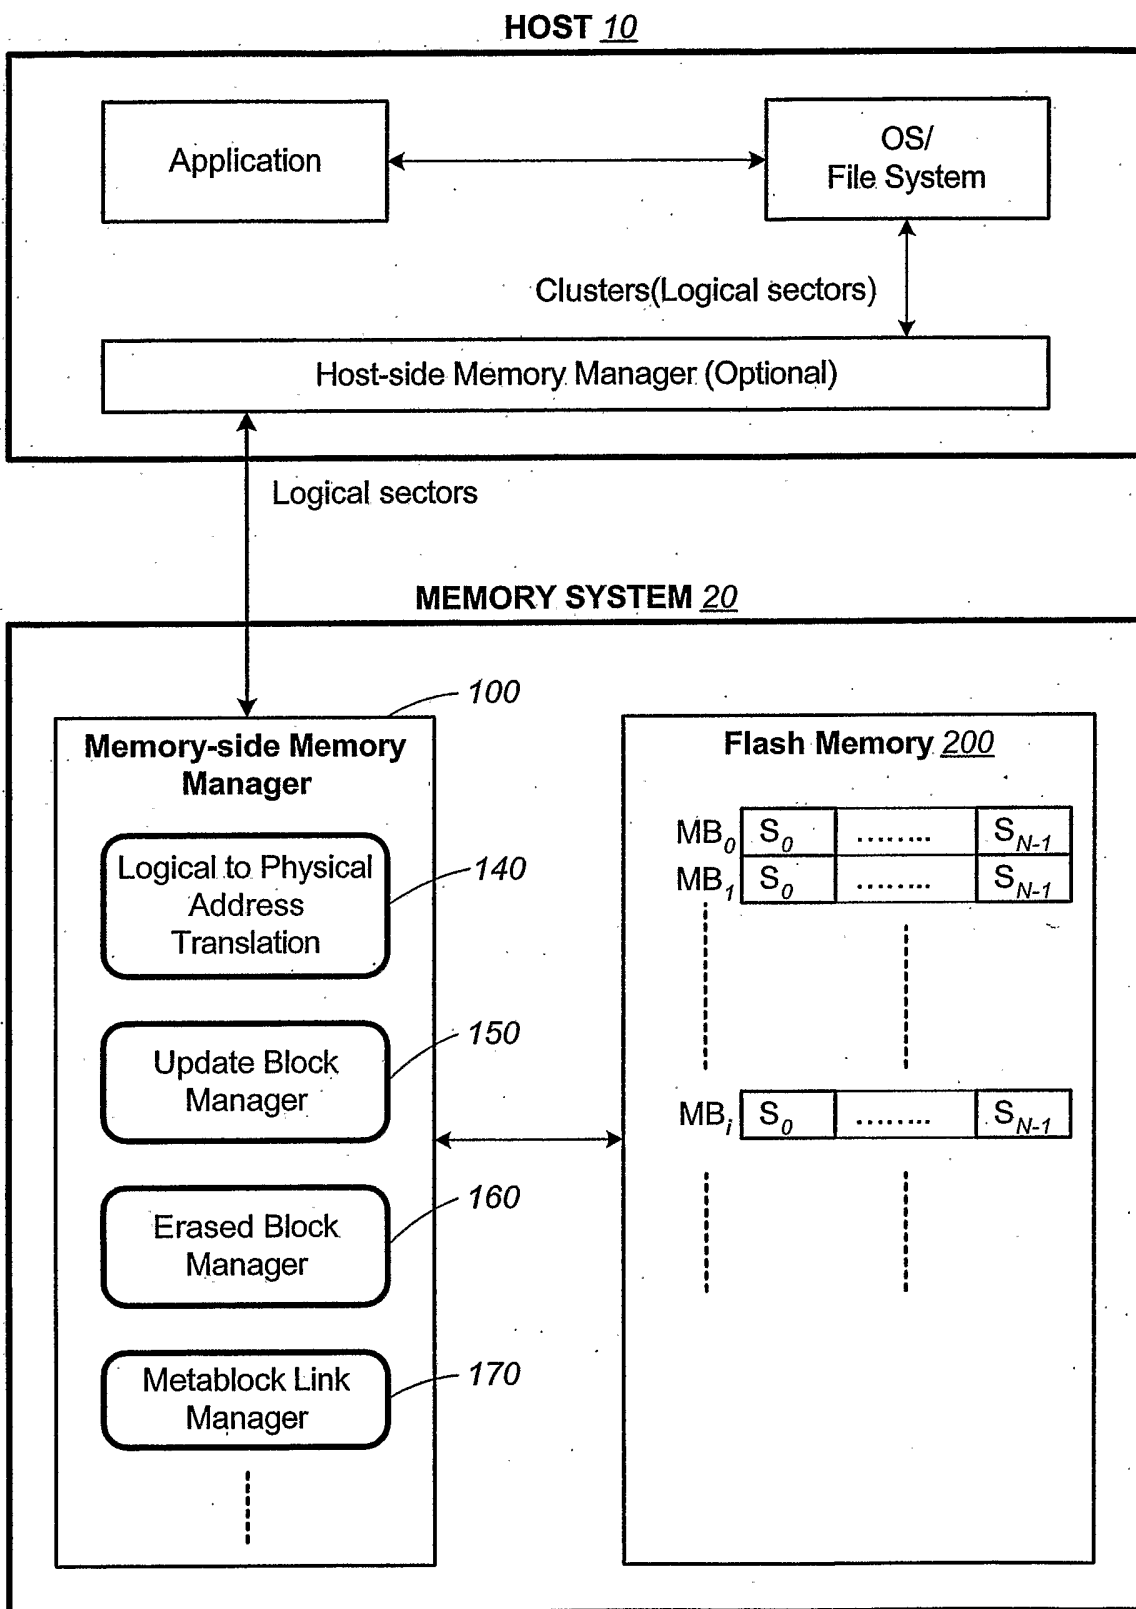 HOST 10
Application
OS/
File System
Clusters(Logical sectors)
Host-side Memory Manager (Optional)
Logical sectors
MEMORY SYSTEM 20
100
Memory-side Memory
Manager
Logical to Physical
Address
Translation
140
Update Block
Manager
150
Erased Block
Manager
160
Metablock Link
Manager
170
Flash Memory 200
MB0 S0 ........ SN-1
MB1 S0 ........ SN-1
MBi S0 ........ SN-1